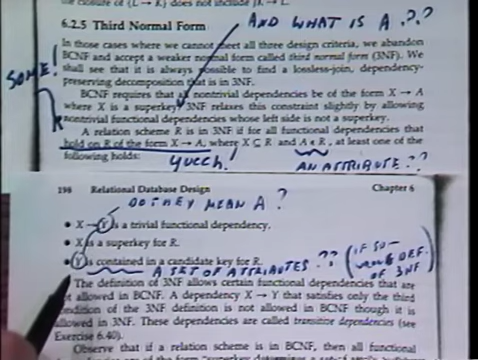 the closure of {L → K} does not include
AND WHAT IS A ??
6.2.5 Third Normal Form
In those cases where we cannot meet all three design criteria, we abandon
BCNF and accept a weaker normal form called third normal form (3NF). We
shall see that it is always possible to find a lossless-join, dependency-
preserving decomposition that is in 3NF.
SOME!
BCNF requires that all nontrivial dependencies be of the form X → A
where X is a superkey. 3NF relaxes this constraint slightly by allowing
nontrivial functional dependencies whose left side is not a superkey.
A relation scheme R is in 3NF if for all functional dependencies that
hold on R of the form X → A, where X ⊆ R and A ∈ R, at least one of the
following holds:
YUCCH!
AN ATTRIBUTE??
198 Relational Database Design Chapter 6
DO THEY MEAN A ?
• X → Y is a trivial functional dependency.
• X is a superkey for R.
• Y is contained in a candidate key for R.
A SET OF ATTRIBUTES ??
(IF SO —
DEF.
OF 3NF)
The definition of 3NF allows certain functional dependencies that are
not allowed in BCNF. A dependency X → Y that satisfies only the third
condition of the 3NF definition is not allowed in BCNF though it is
allowed in 3NF. These dependencies are called transitive dependencies (see
Exercise 6.40).
Observe that if a relation scheme is in BCNF, then all functional